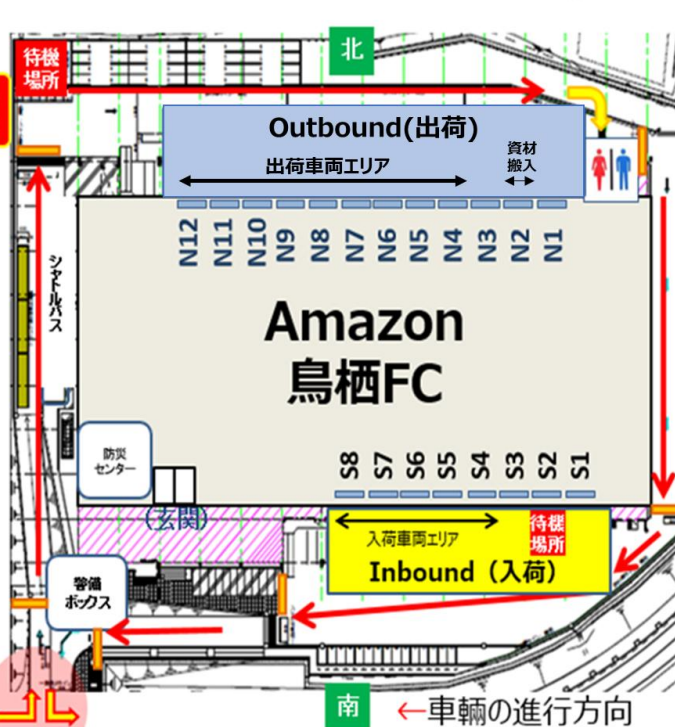 北
待機
場所
Outbound(出荷)
出荷車両エリア
資材
搬入
N12
N11
N10
N9
N8
N7
N6
N5
N4
N3
N2
N1
シャトルバス
Amazon
鳥栖FC
防災
センター
S8
S7
S6
S5
S4
S3
S2
S1
(玄関)
入荷車両エリア
待機
場所
Inbound(入荷)
警備
ボックス
南
←車輌の進行方向